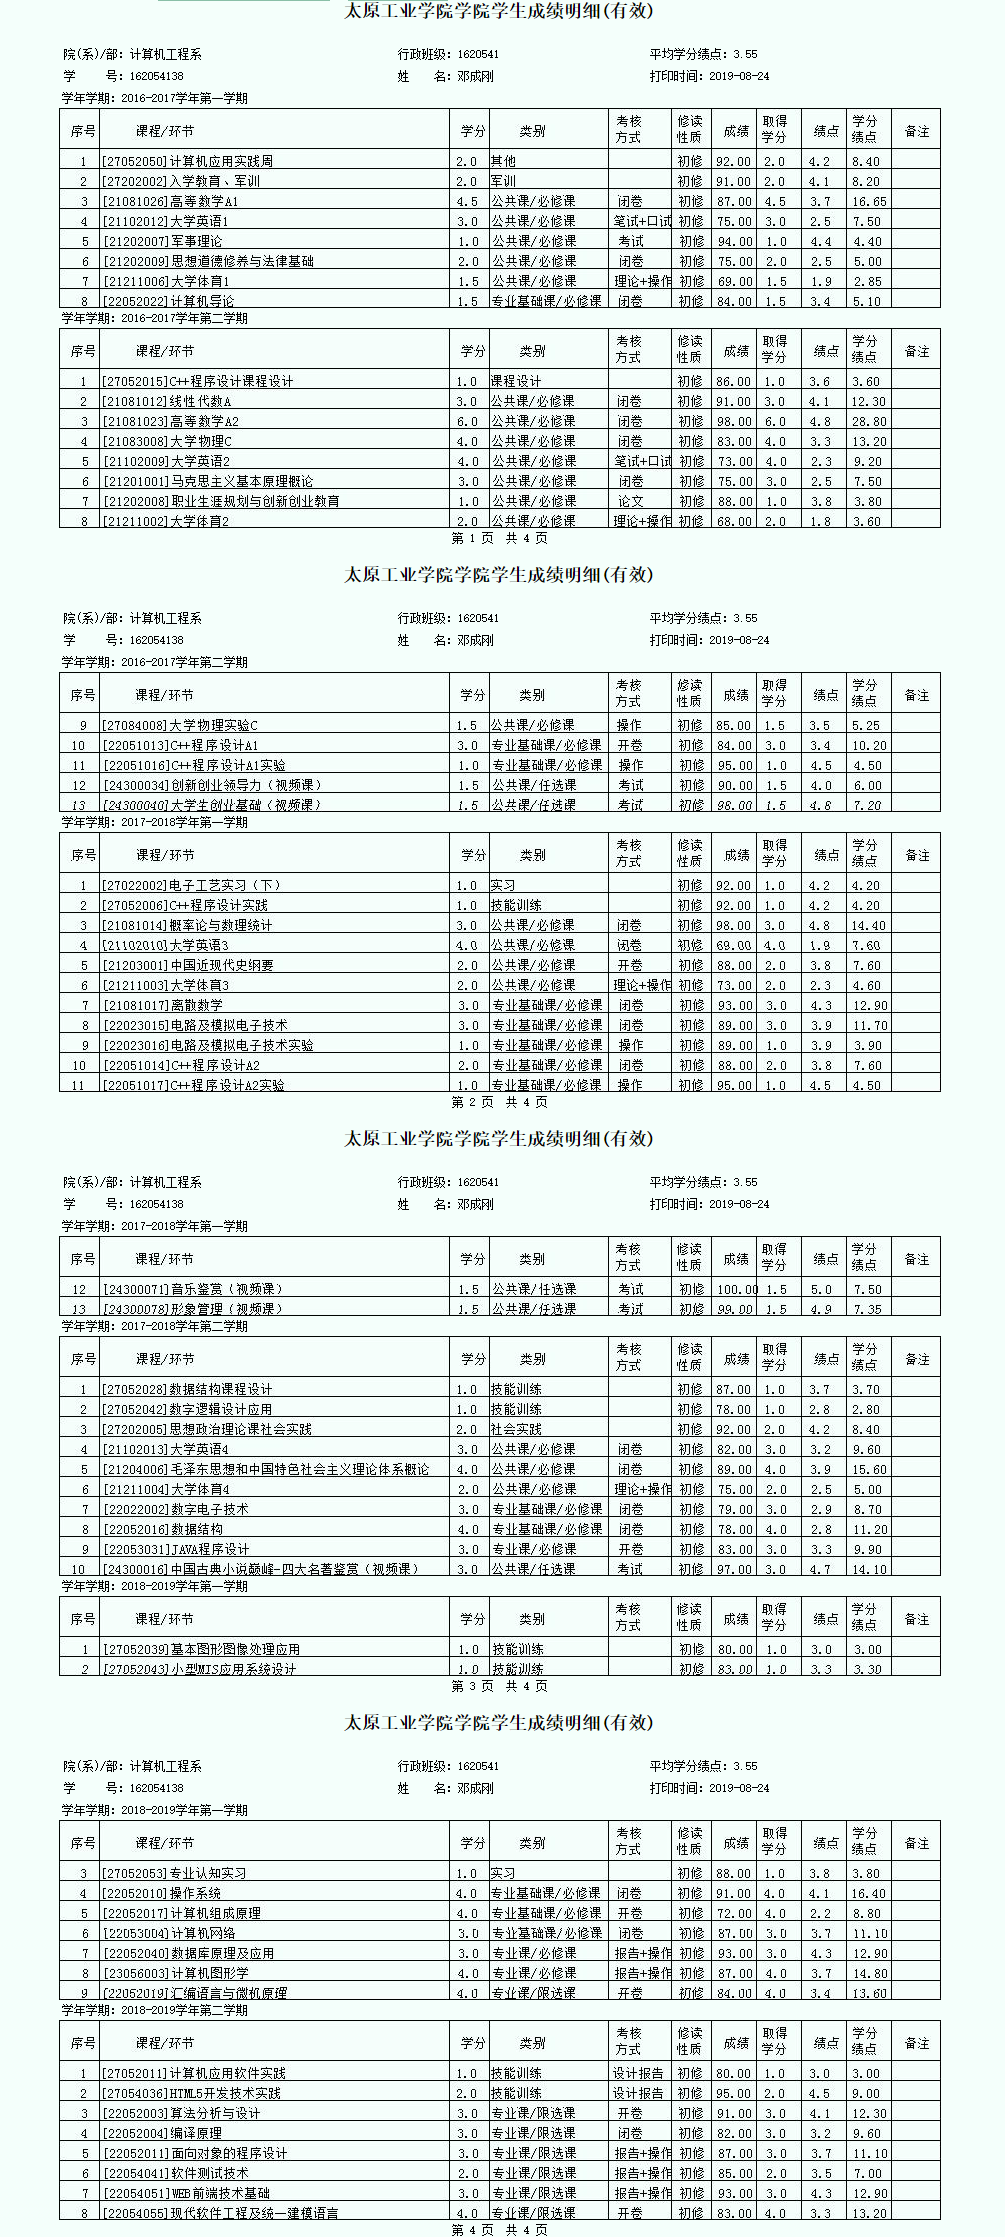 太原工业学院学院学生成绩明细(有效)
院(系)/部: 计算机工程系 行政班级: 1620541 平均学分绩点: 3.55
学 号: 162054138 姓 名: 邓成刚 打印时间: 2019-08-24
学年学期: 2016-2017学年第一学期
序号 课程/环节 学分 类别 考核方式 修读性质 成绩 取得学分 绩点 学分绩点 备注
1 [27052050]计算机应用实践周 2.0 其他 初修 92.00 2.0 4.2 8.40
2 [27202002]入学教育、军训 2.0 军训 初修 91.00 2.0 4.1 8.20
3 [21081026]高等数学A1 4.5 公共课/必修课 闭卷 初修 87.00 4.5 3.7 16.65
4 [21102012]大学英语1 3.0 公共课/必修课 笔试+口试 初修 75.00 3.0 2.5 7.50
5 [21202007]军事理论 1.0 公共课/必修课 考试 初修 94.00 1.0 4.4 4.40
6 [21202009]思想道德修养与法律基础 2.0 公共课/必修课 闭卷 初修 75.00 2.0 2.5 5.00
7 [21211006]大学体育1 1.5 公共课/必修课 理论+操作 初修 69.00 1.5 1.9 2.85
8 [22052022]计算机导论 1.5 专业基础课/必修课 闭卷 初修 84.00 1.5 3.4 5.10
学年学期: 2016-2017学年第二学期
序号 课程/环节 学分 类别 考核方式 修读性质 成绩 取得学分 绩点 学分绩点 备注
1 [27052015]C++程序设计课程设计 1.0 课程设计 初修 86.00 1.0 3.6 3.60
2 [21081012]线性代数A 3.0 公共课/必修课 闭卷 初修 91.00 3.0 4.1 12.30
3 [21081023]高等数学A2 6.0 公共课/必修课 闭卷 初修 98.00 6.0 4.8 28.80
4 [21083008]大学物理C 4.0 公共课/必修课 闭卷 初修 83.00 4.0 3.3 13.20
5 [21102009]大学英语2 4.0 公共课/必修课 笔试+口试 初修 73.00 4.0 2.3 9.20
6 [21201001]马克思主义基本原理概论 3.0 公共课/必修课 闭卷 初修 75.00 3.0 2.5 7.50
7 [21202008]职业生涯规划与创新创业教育 1.0 公共课/必修课 论文 初修 88.00 1.0 3.8 3.80
8 [21211002]大学体育2 2.0 公共课/必修课 理论+操作 初修 68.00 2.0 1.8 3.60
第 1 页 共 4 页
太原工业学院学院学生成绩明细(有效)
院(系)/部: 计算机工程系 行政班级: 1620541 平均学分绩点: 3.55
学 号: 162054138 姓 名: 邓成刚 打印时间: 2019-08-24
学年学期: 2016-2017学年第二学期
序号 课程/环节 学分 类别 考核方式 修读性质 成绩 取得学分 绩点 学分绩点 备注
9 [27084008]大学物理实验C 1.5 公共课/必修课 操作 初修 85.00 1.5 3.5 5.25
10 [22051013]C++程序设计A1 3.0 专业基础课/必修课 开卷 初修 84.00 3.0 3.4 10.20
11 [22051016]C++程序设计A1实验 1.0 专业基础课/必修课 操作 初修 95.00 1.0 4.5 4.50
12 [24300034]创新创业领导力（视频课） 1.5 公共课/任选课 考试 初修 90.00 1.5 4.0 6.00
13 [24300040]大学生创业基础（视频课） 1.5 公共课/任选课 考试 初修 98.00 1.5 4.8 7.20
学年学期: 2017-2018学年第一学期
序号 课程/环节 学分 类别 考核方式 修读性质 成绩 取得学分 绩点 学分绩点 备注
1 [27022002]电子工艺实习（下） 1.0 实习 初修 92.00 1.0 4.2 4.20
2 [27052006]C++程序设计实践 1.0 技能训练 初修 92.00 1.0 4.2 4.20
3 [21081014]概率论与数理统计 3.0 公共课/必修课 闭卷 初修 98.00 3.0 4.8 14.40
4 [21102010]大学英语3 4.0 公共课/必修课 闭卷 初修 69.00 4.0 1.9 7.60
5 [21203001]中国近现代史纲要 2.0 公共课/必修课 开卷 初修 88.00 2.0 3.8 7.60
6 [21211003]大学体育3 2.0 公共课/必修课 理论+操作 初修 73.00 2.0 2.3 4.60
7 [21081017]离散数学 3.0 专业基础课/必修课 闭卷 初修 93.00 3.0 4.3 12.90
8 [22023015]电路及模拟电子技术 3.0 专业基础课/必修课 闭卷 初修 89.00 3.0 3.9 11.70
9 [22023016]电路及模拟电子技术实验 1.0 专业基础课/必修课 操作 初修 89.00 1.0 3.9 3.90
10 [22051014]C++程序设计A2 2.0 专业基础课/必修课 闭卷 初修 88.00 2.0 3.8 7.60
11 [22051017]C++程序设计A2实验 1.0 专业基础课/必修课 操作 初修 95.00 1.0 4.5 4.50
第 2 页 共 4 页
太原工业学院学院学生成绩明细(有效)
院(系)/部: 计算机工程系 行政班级: 1620541 平均学分绩点: 3.55
学 号: 162054138 姓 名: 邓成刚 打印时间: 2019-08-24
学年学期: 2017-2018学年第一学期
序号 课程/环节 学分 类别 考核方式 修读性质 成绩 取得学分 绩点 学分绩点 备注
12 [24300071]音乐鉴赏（视频课） 1.5 公共课/任选课 考试 初修 100.00 1.5 5.0 7.50
13 [24300078]形象管理（视频课） 1.5 公共课/任选课 考试 初修 99.00 1.5 4.9 7.35
学年学期: 2017-2018学年第二学期
序号 课程/环节 学分 类别 考核方式 修读性质 成绩 取得学分 绩点 学分绩点 备注
1 [27052028]数据结构课程设计 1.0 技能训练 初修 87.00 1.0 3.7 3.70
2 [27052042]数字逻辑设计应用 1.0 技能训练 初修 78.00 1.0 2.8 2.80
3 [27202005]思想政治理论课社会实践 2.0 社会实践 初修 92.00 2.0 4.2 8.40
4 [21102013]大学英语4 3.0 公共课/必修课 闭卷 初修 82.00 3.0 3.2 9.60
5 [21204006]毛泽东思想和中国特色社会主义理论体系概论 4.0 公共课/必修课 闭卷 初修 89.00 4.0 3.9 15.60
6 [21211004]大学体育4 2.0 公共课/必修课 理论+操作 初修 75.00 2.0 2.5 5.00
7 [22022002]数字电子技术 3.0 专业基础课/必修课 闭卷 初修 79.00 3.0 2.9 8.70
8 [22052016]数据结构 4.0 专业基础课/必修课 闭卷 初修 78.00 4.0 2.8 11.20
9 [22053031]JAVA程序设计 3.0 专业课/必修课 开卷 初修 83.00 3.0 3.3 9.90
10 [24300016]中国古典小说巅峰-四大名著鉴赏（视频课） 3.0 公共课/任选课 考试 初修 97.00 3.0 4.7 14.10
学年学期: 2018-2019学年第一学期
序号 课程/环节 学分 类别 考核方式 修读性质 成绩 取得学分 绩点 学分绩点 备注
1 [27052039]基本图形图像处理应用 1.0 技能训练 初修 80.00 1.0 3.0 3.00
2 [27052043]小型MIS应用系统设计 1.0 技能训练 初修 83.00 1.0 3.3 3.30
第 3 页 共 4 页
太原工业学院学院学生成绩明细(有效)
院(系)/部: 计算机工程系 行政班级: 1620541 平均学分绩点: 3.55
学 号: 162054138 姓 名: 邓成刚 打印时间: 2019-08-24
学年学期: 2018-2019学年第一学期
序号 课程/环节 学分 类别 考核方式 修读性质 成绩 取得学分 绩点 学分绩点 备注
3 [27052053]专业认知实习 1.0 实习 初修 88.00 1.0 3.8 3.80
4 [22052010]操作系统 4.0 专业基础课/必修课 闭卷 初修 91.00 4.0 4.1 16.40
5 [22052017]计算机组成原理 4.0 专业基础课/必修课 开卷 初修 72.00 4.0 2.2 8.80
6 [22053004]计算机网络 3.0 专业基础课/必修课 闭卷 初修 87.00 3.0 3.7 11.10
7 [22052040]数据库原理及应用 3.0 专业课/必修课 报告+操作 初修 93.00 3.0 4.3 12.90
8 [23056003]计算机图形学 4.0 专业课/必修课 报告+操作 初修 87.00 4.0 3.7 14.80
9 [22052019]汇编语言与微机原理 4.0 专业课/限选课 开卷 初修 84.00 4.0 3.4 13.60
学年学期: 2018-2019学年第二学期
序号 课程/环节 学分 类别 考核方式 修读性质 成绩 取得学分 绩点 学分绩点 备注
1 [27052011]计算机应用软件实践 1.0 技能训练 设计报告 初修 80.00 1.0 3.0 3.00
2 [27054036]HTML5开发技术实践 2.0 技能训练 设计报告 初修 95.00 2.0 4.5 9.00
3 [22052003]算法分析与设计 3.0 专业课/限选课 开卷 初修 91.00 3.0 4.1 12.30
4 [22052004]编译原理 3.0 专业课/限选课 闭卷 初修 82.00 3.0 3.2 9.60
5 [22052011]面向对象的程序设计 3.0 专业课/限选课 报告+操作 初修 87.00 3.0 3.7 11.10
6 [22054041]软件测试技术 2.0 专业课/限选课 报告+操作 初修 85.00 2.0 3.5 7.00
7 [22054051]WEB前端技术基础 3.0 专业课/限选课 报告+操作 初修 93.00 3.0 4.3 12.90
8 [22054055]现代软件工程及统一建模语言 4.0 专业课/限选课 开卷 初修 83.00 4.0 3.3 13.20
第 4 页 共 4 页